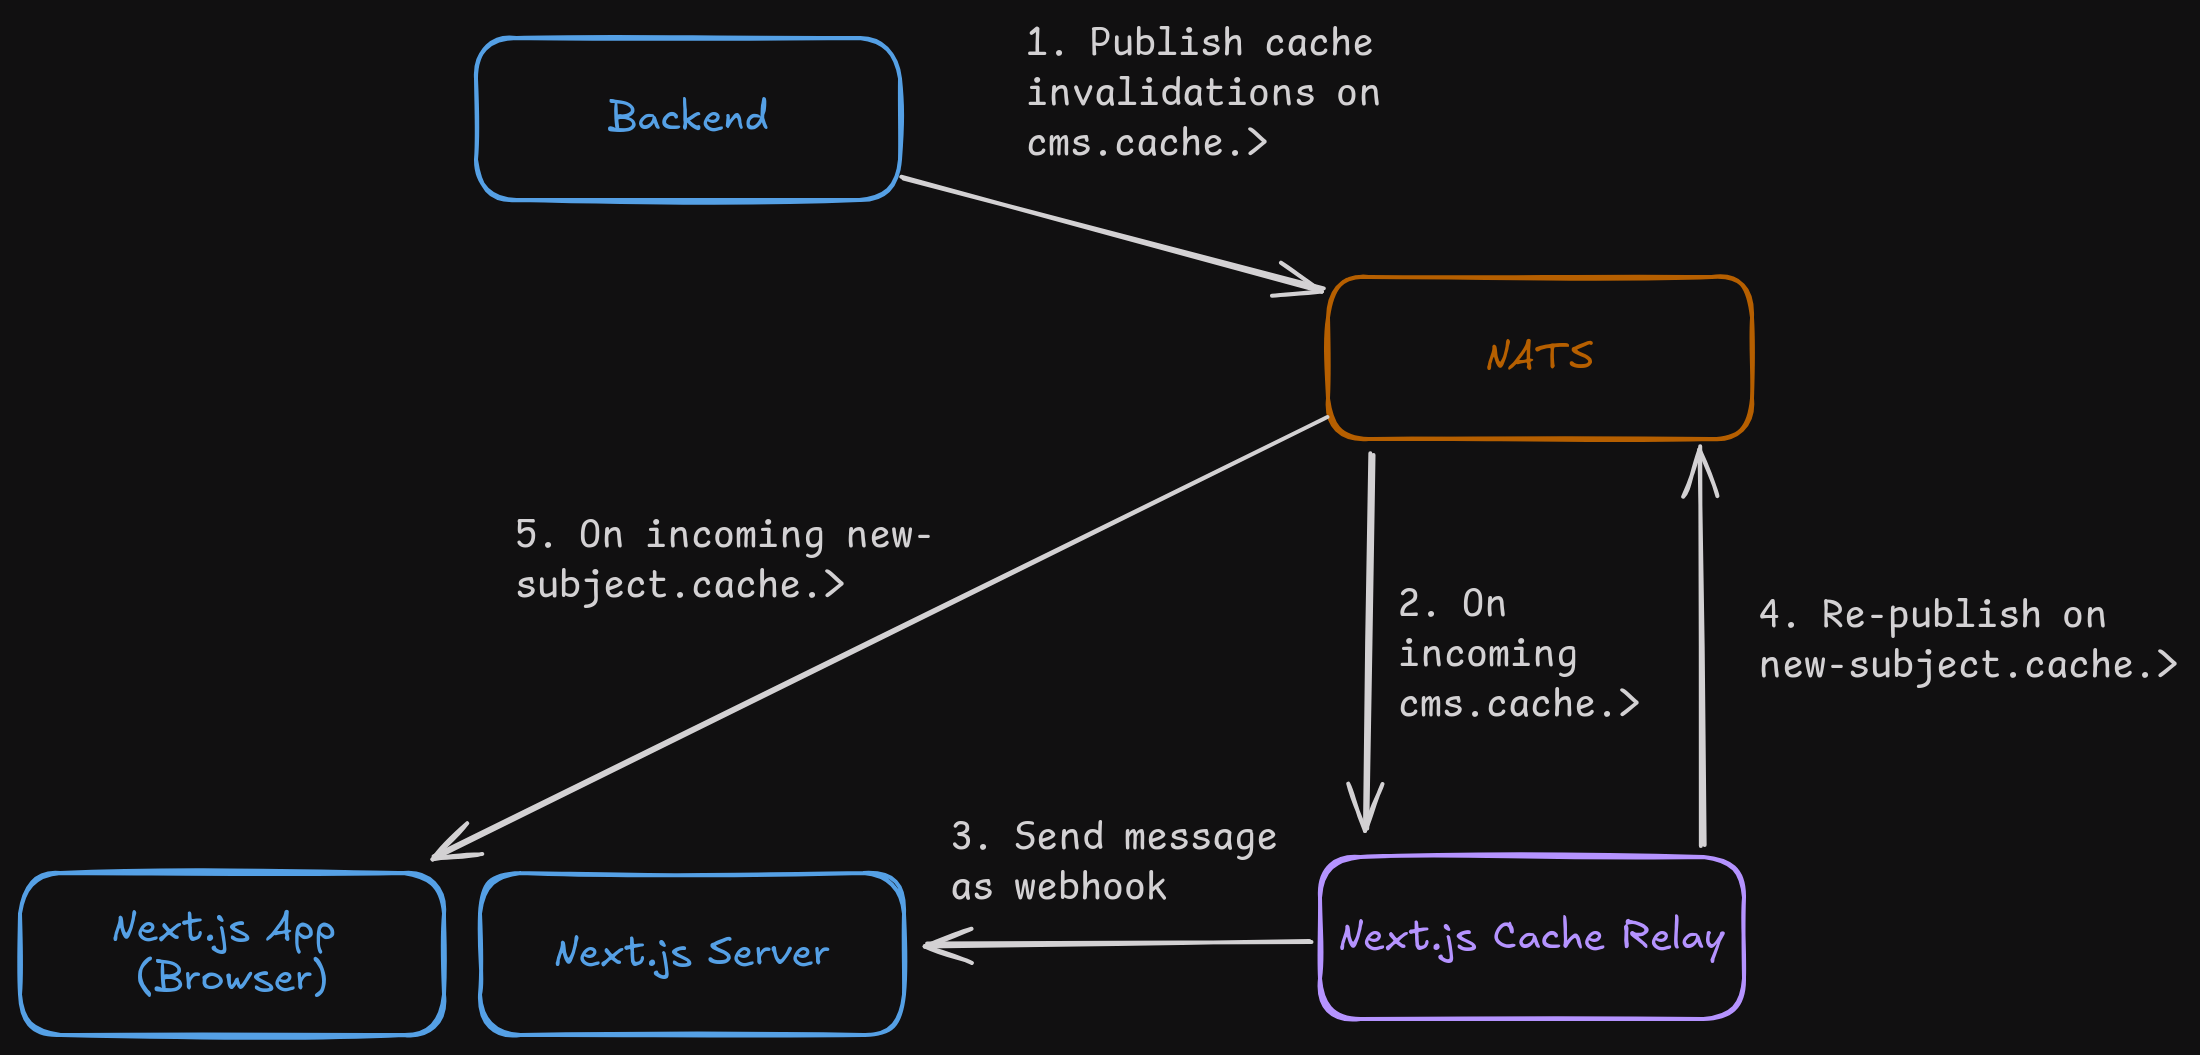 1. Publish cache
invalidations on
cms.cache.>
Backend
NATS
5. On incoming new-
subject.cache.>
2. On
incoming
cms.cache.>
4. Re-publish on
new-subject.cache.>
3. Send message
as webhook
Next.js App
(Browser)
Next.js Server
Next.js Cache Relay